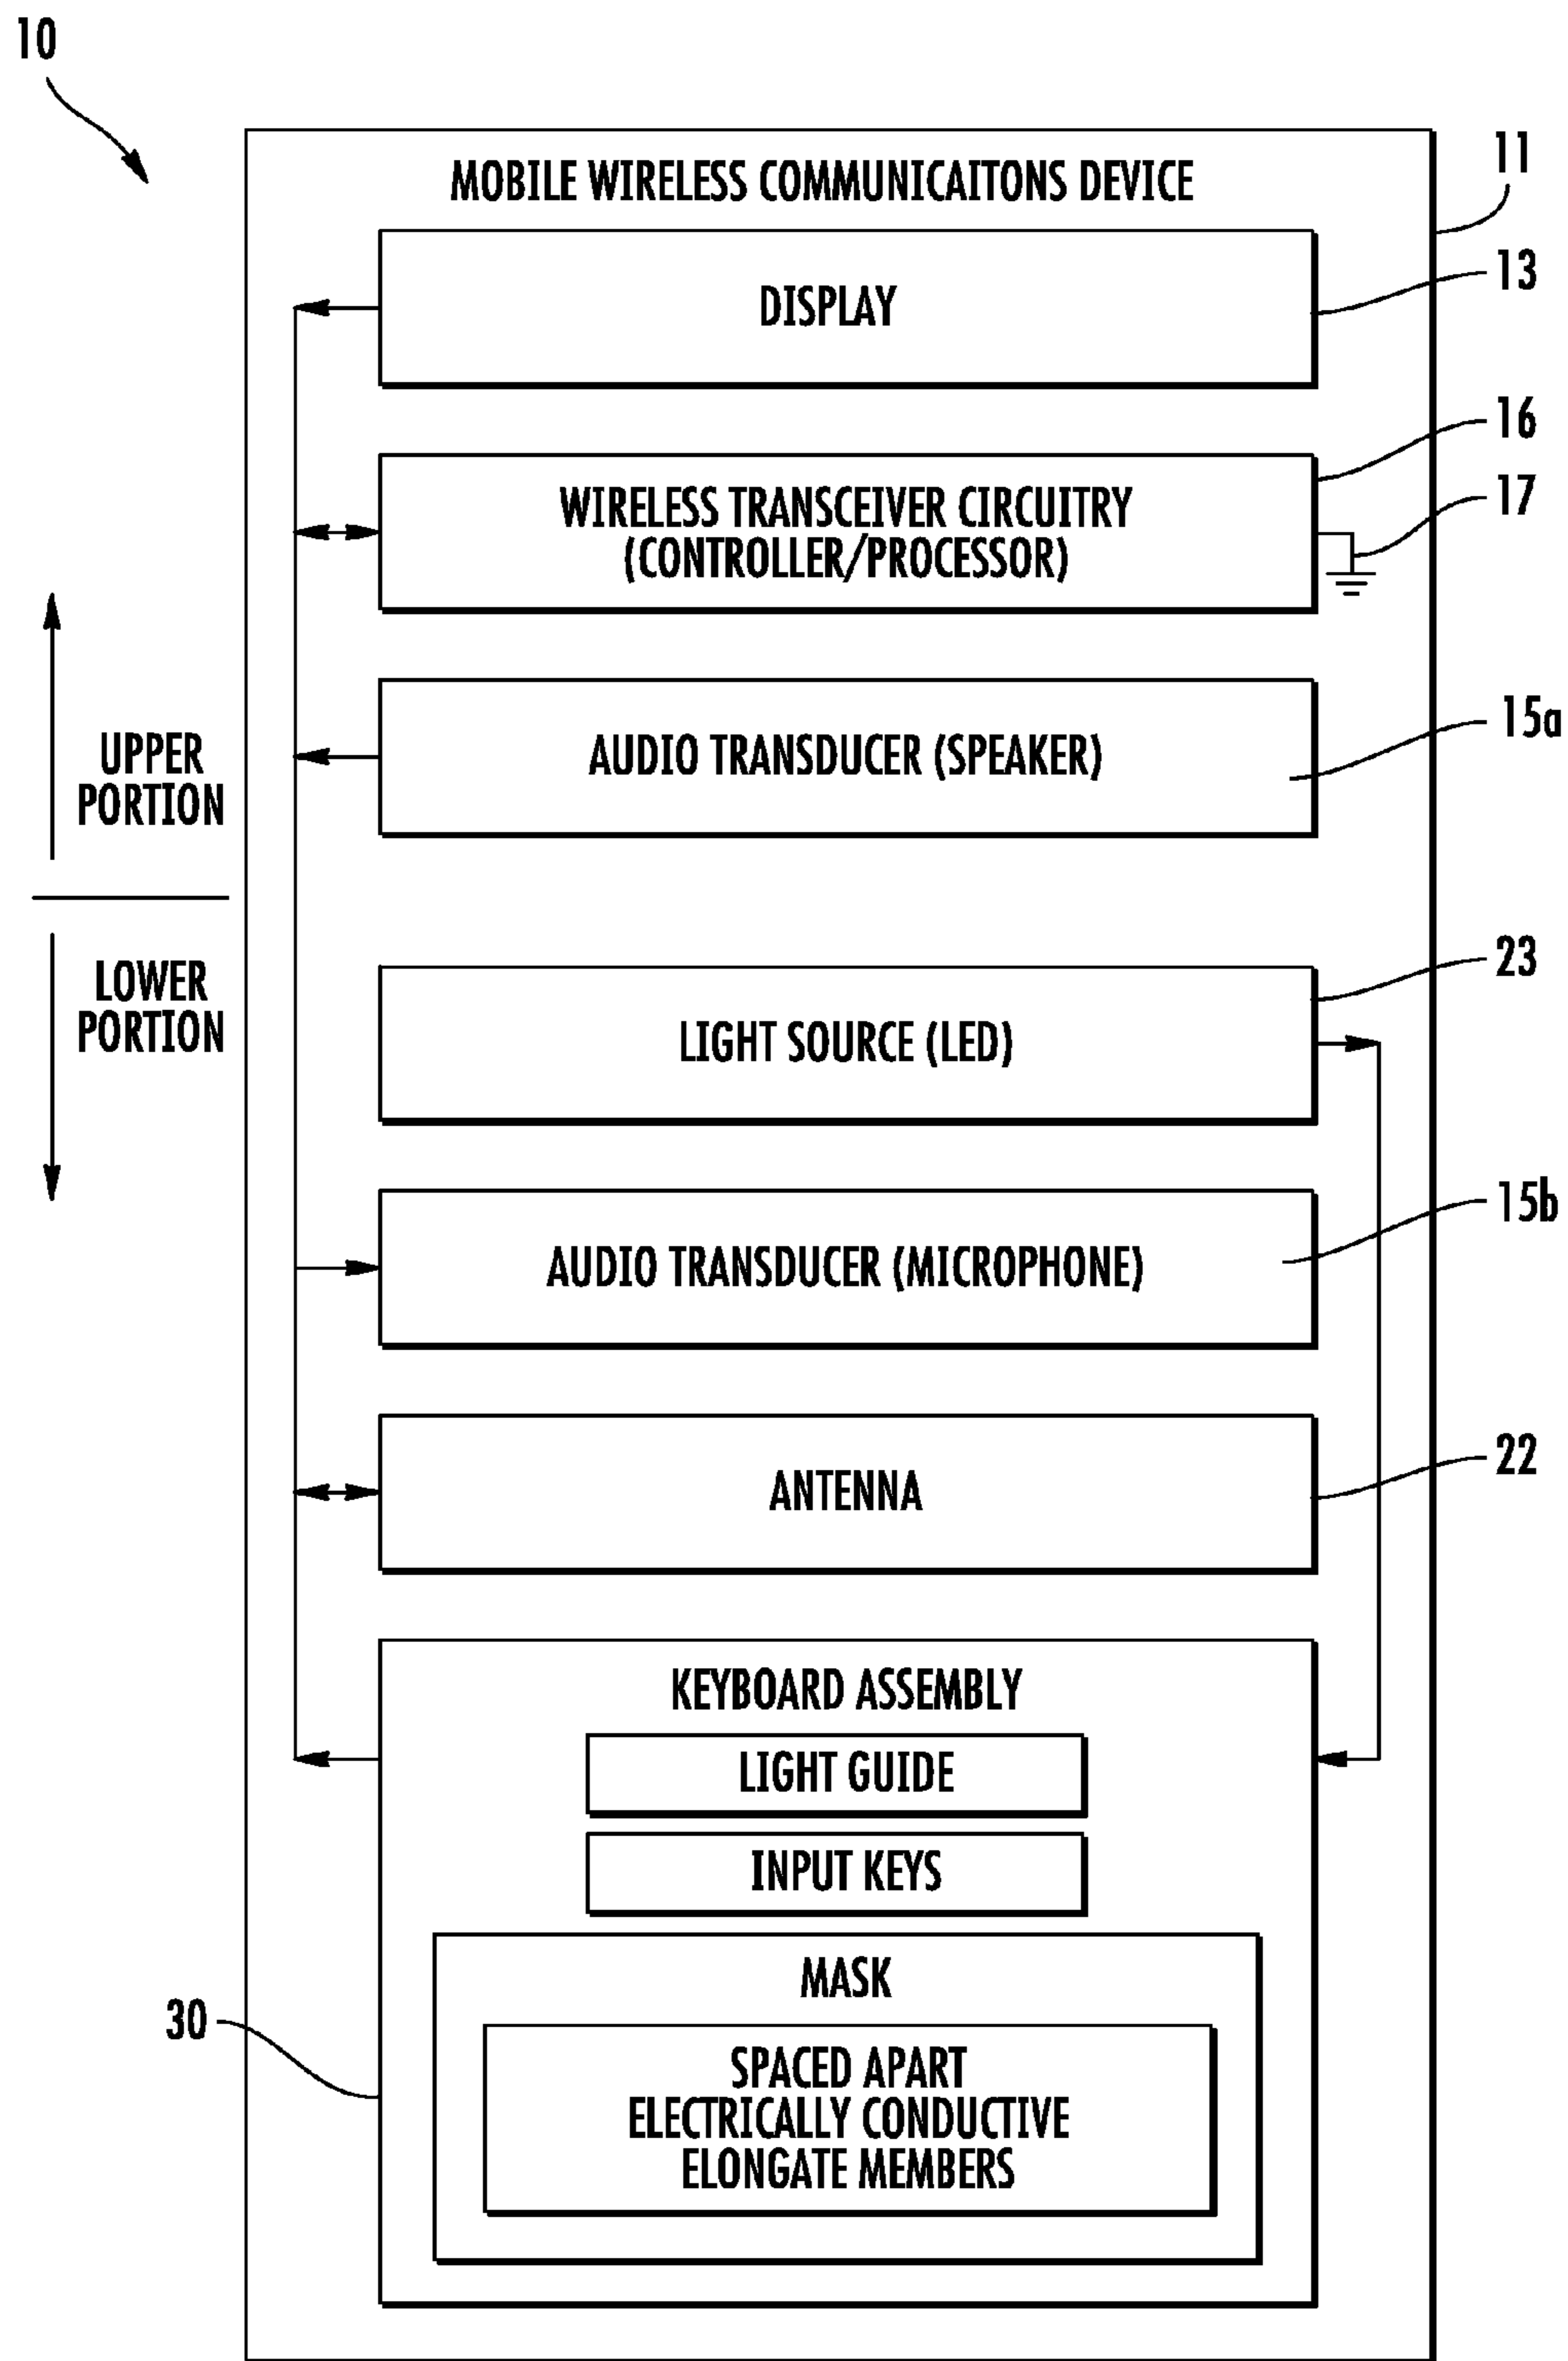 10
MOBILE WIRELESS COMMUNICAITONS DEVICE
11
DISPLAY
13
16
WIRELESS TRANSCEIVER CIRCUITRY
(CONTROLLER/PROCESSOR)
17
UPPER
PORTION
AUDIO TRANSDUCER (SPEAKER)
15a
LOWER
PORTION
LIGHT SOURCE (LED)
23
AUDIO TRANSDUCER (MICROPHONE)
15b
ANTENNA
22
KEYBOARD ASSEMBLY
LIGHT GUIDE
INPUT KEYS
MASK
30
SPACED APART
ELECTRICALLY CONDUCTIVE
ELONGATE MEMBERS